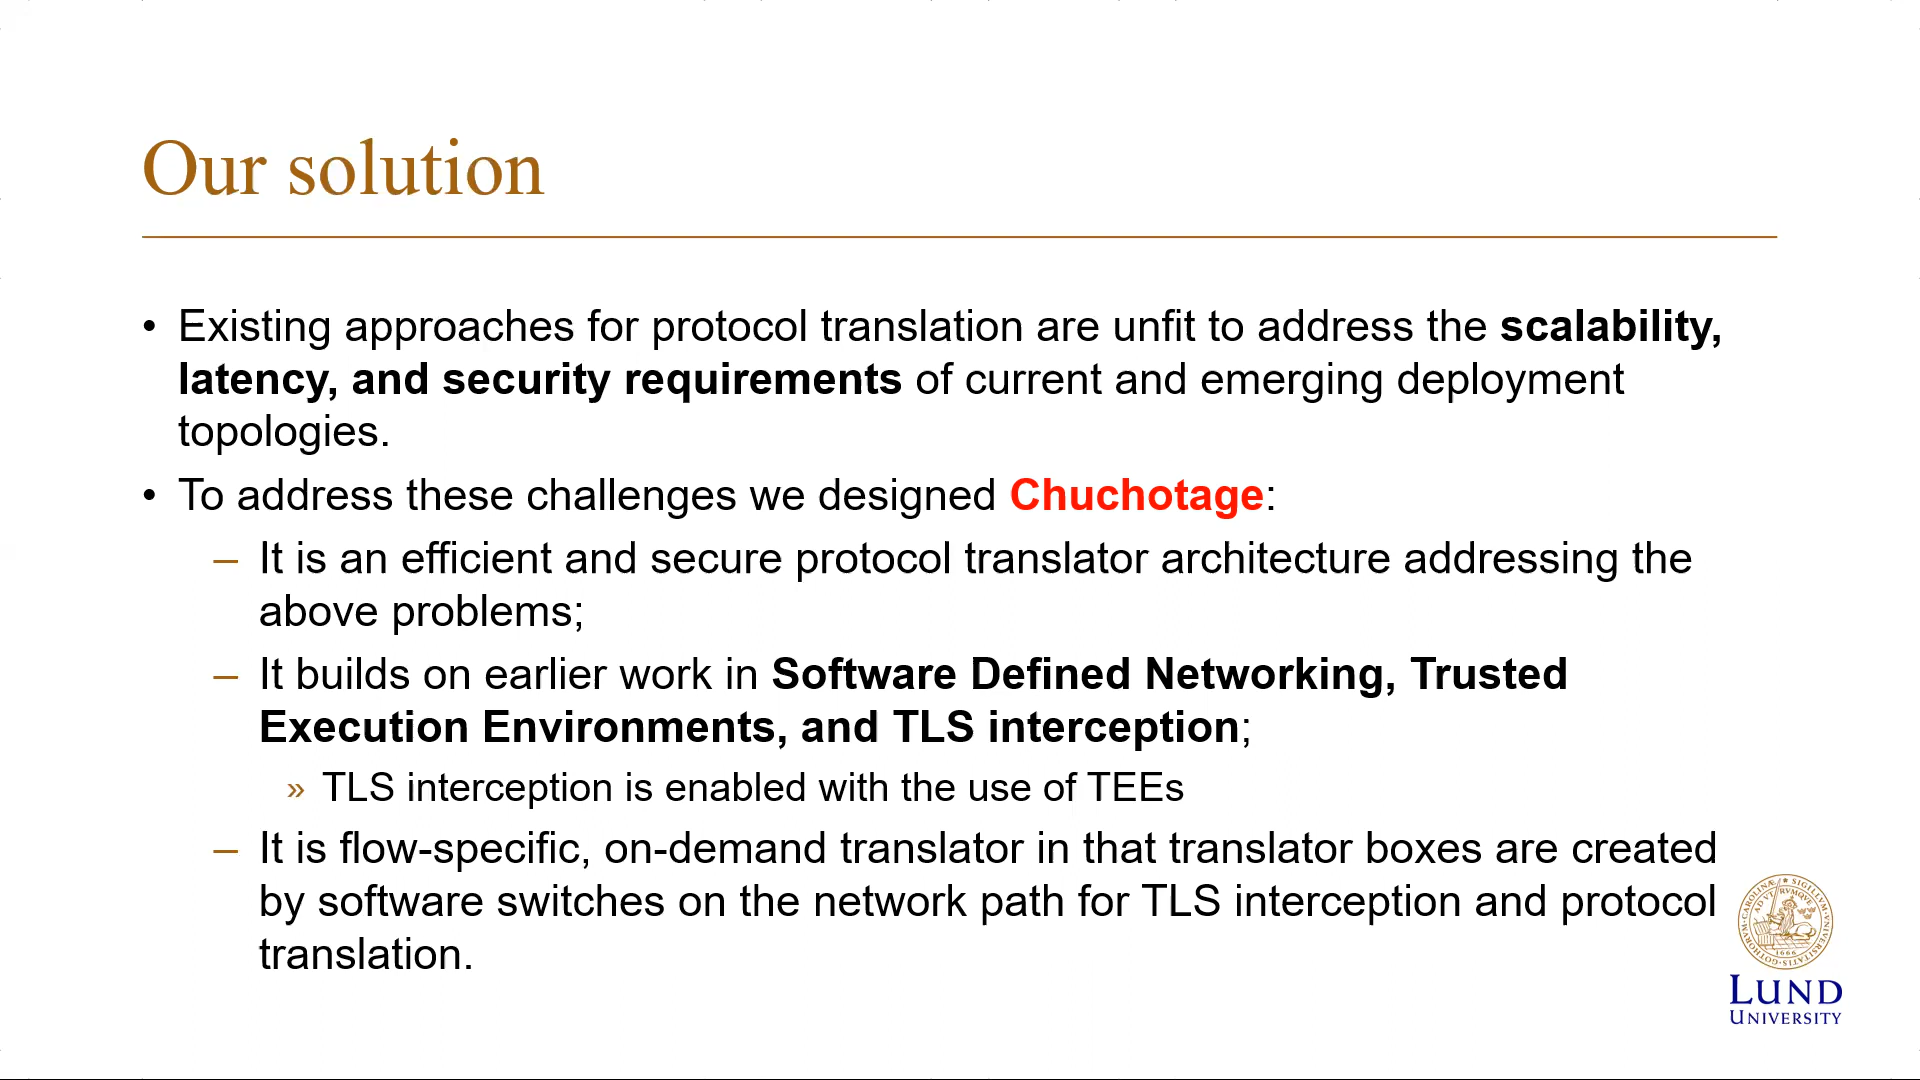 Our solution
• Existing approaches for protocol translation are unfit to address the scalability,
latency, and security requirements of current and emerging deployment
topologies.
• To address these challenges we designed Chuchotage:
– It is an efficient and secure protocol translator architecture addressing the
above problems;
– It builds on earlier work in Software Defined Networking, Trusted
Execution Environments, and TLS interception;
» TLS interception is enabled with the use of TEEs
– It is flow-specific, on-demand translator in that translator boxes are created
by software switches on the network path for TLS interception and protocol
translation.
LUND
UNIVERSITY